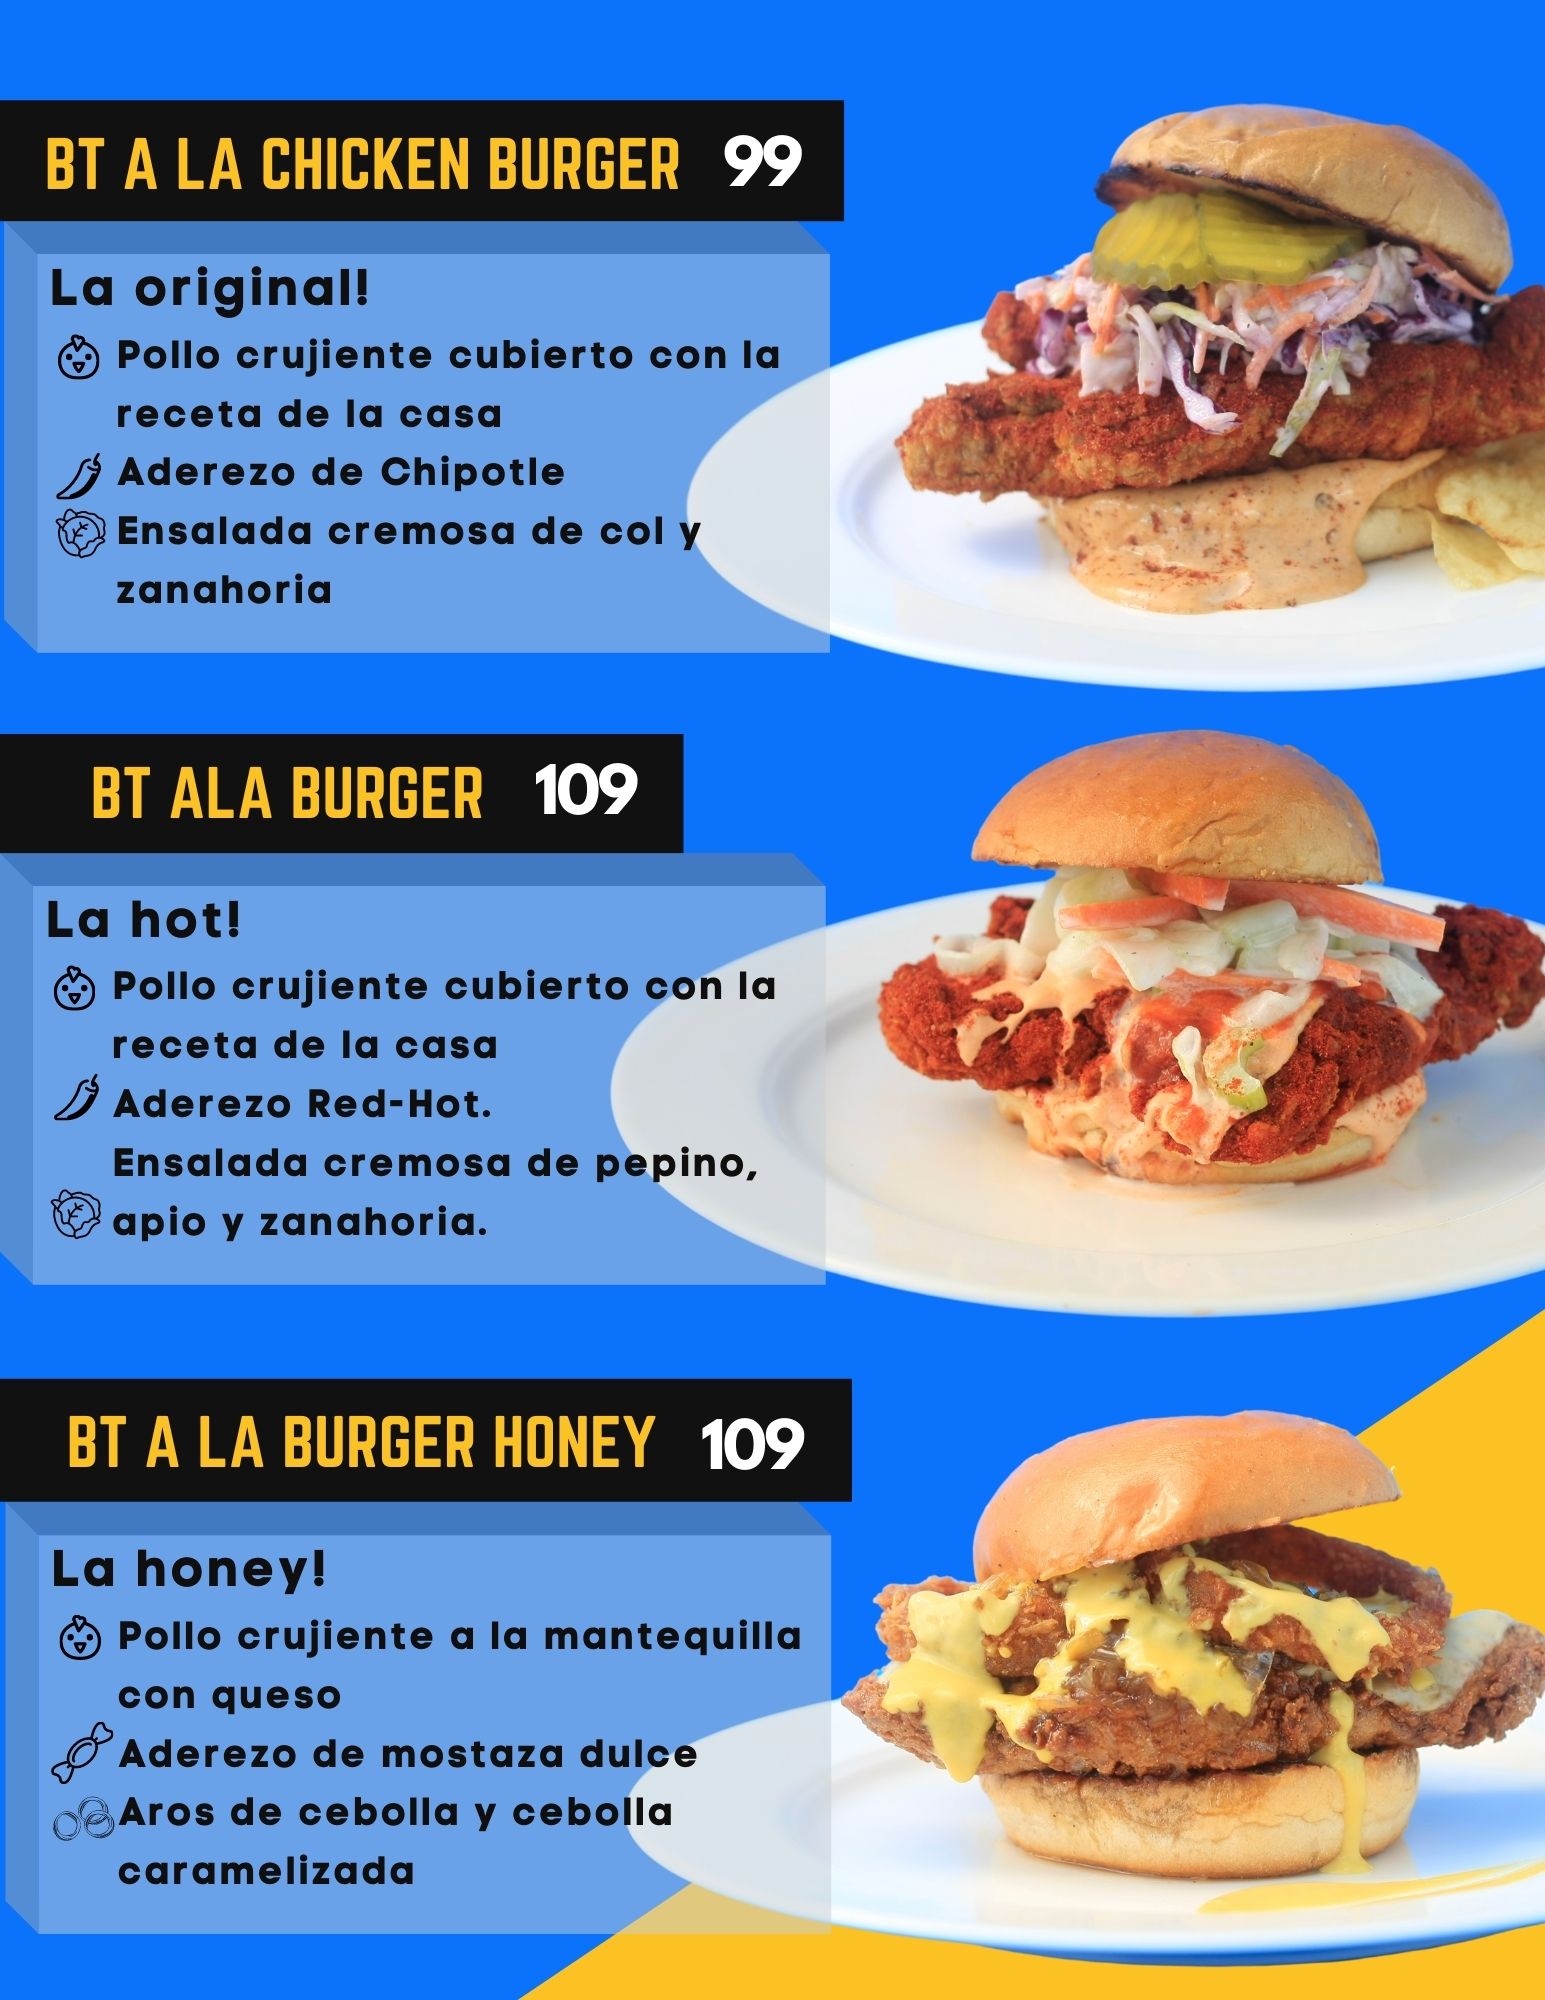 BT A LA CHICKEN BURGER 99
La original!
Pollo crujiente cubierto con la
receta de la casa
Aderezo de Chipotle
Ensalada cremosa de col y
zanahoria
BT ALA BURGER 109
La hot!
Pollo crujiente cubierto con la
receta de la casa
Aderezo Red-Hot.
Ensalada cremosa de pepino,
apio y zanahoria.
BT A LA BURGER HONEY 109
La honey!
Pollo crujiente a la mantequilla
con queso
Aderezo de mostaza dulce
Aros de cebolla y cebolla
caramelizada